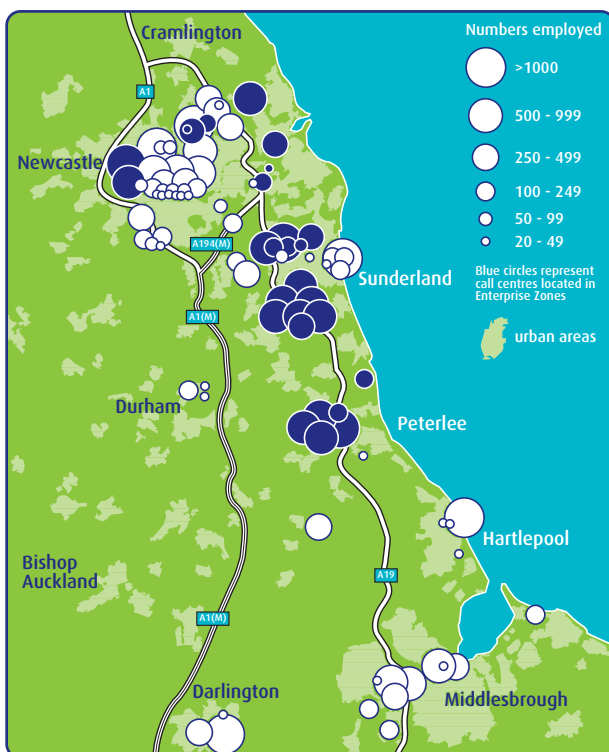 Cramlington
Numbers employed
>1000
A1
500 - 999
250 - 499
Newcastle
100 - 249
50 - 99
20 - 49
A194(M)
Sunderland
Blue circles represent
call centres located in
Enterprise Zones
A1(M)
urban areas
Durham
Peterlee
Hartlepool
Bishop
Auckland
A19
A1(M)
Darlington
Middlesbrough